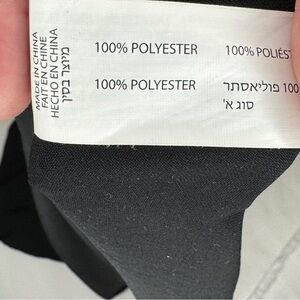 MADE IN CHINA
FAIT EN CHINE
HECHO EN CHINA
מיוצר בסין
100% POLYESTER
100% POLIÉST
100% POLYESTER
100 פוליאסתר
סוג א'